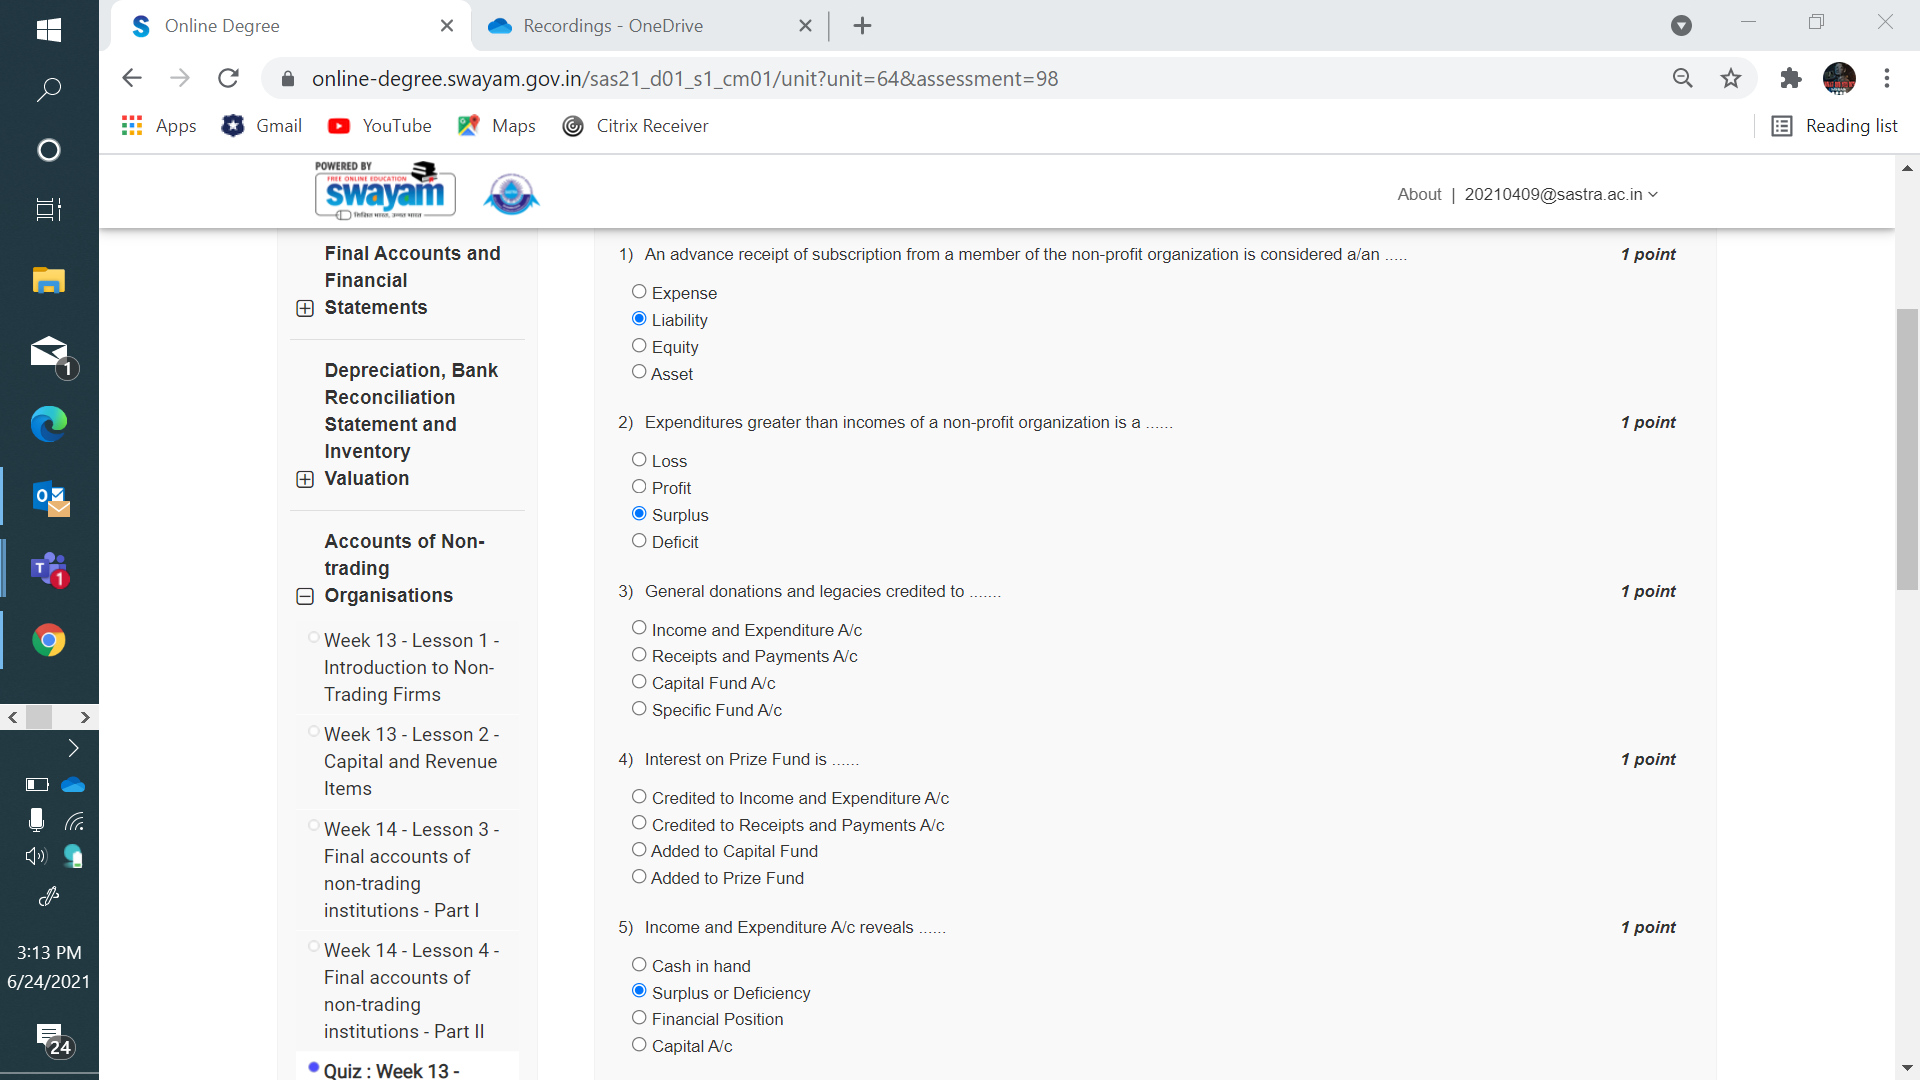 Online Degree
Recordings - OneDrive
online-degree.swayam.gov.in/sas21_d01_s1_cm01/unit?unit=64&assessment=98
Apps
Gmail
YouTube
Maps
Citrix Receiver
Reading list
POWERED BY
FREE ONLINE EDUCATION
swayam
About | 20210409@sastra.ac.in
Final Accounts and
Financial
Statements
Depreciation, Bank
Reconciliation
Statement and
Inventory
Valuation
Accounts of Non-
trading
Organisations
Week 13 - Lesson 1 -
Introduction to Non-
Trading Firms
Week 13 - Lesson 2 -
Capital and Revenue
Items
Week 14 - Lesson 3 -
Final accounts of
non-trading
institutions - Part I
Week 14 - Lesson 4 -
Final accounts of
non-trading
institutions - Part II
Quiz : Week 13 -
1) An advance receipt of subscription from a member of the non-profit organization is considered a/an ..... 1 point
Expense
Liability
Equity
Asset
2) Expenditures greater than incomes of a non-profit organization is a ...... 1 point
Loss
Profit
Surplus
Deficit
3) General donations and legacies credited to ....... 1 point
Income and Expenditure A/c
Receipts and Payments A/c
Capital Fund A/c
Specific Fund A/c
4) Interest on Prize Fund is ...... 1 point
Credited to Income and Expenditure A/c
Credited to Receipts and Payments A/c
Added to Capital Fund
Added to Prize Fund
5) Income and Expenditure A/c reveals ...... 1 point
Cash in hand
Surplus or Deficiency
Financial Position
Capital A/c
1
1
3:13 PM
6/24/2021
24